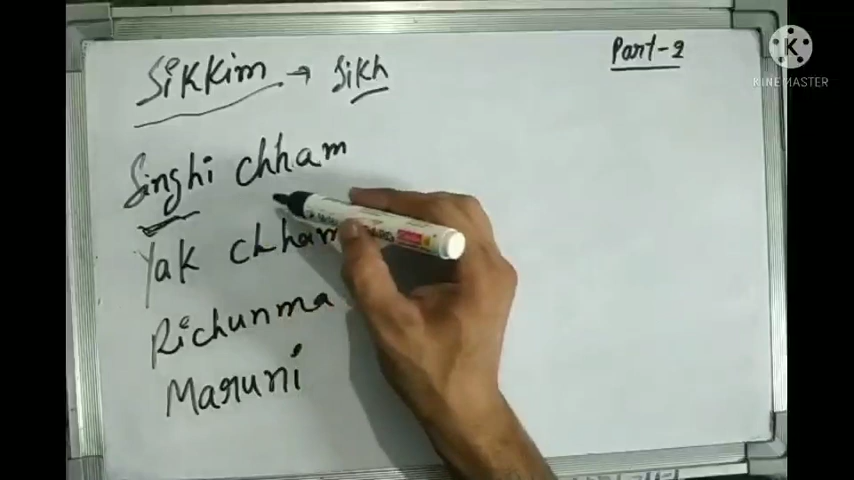 Sikkim → Sikh
Part-2
KINEMASTER
Singhi chham
Yak chham
Richunma
Maruni